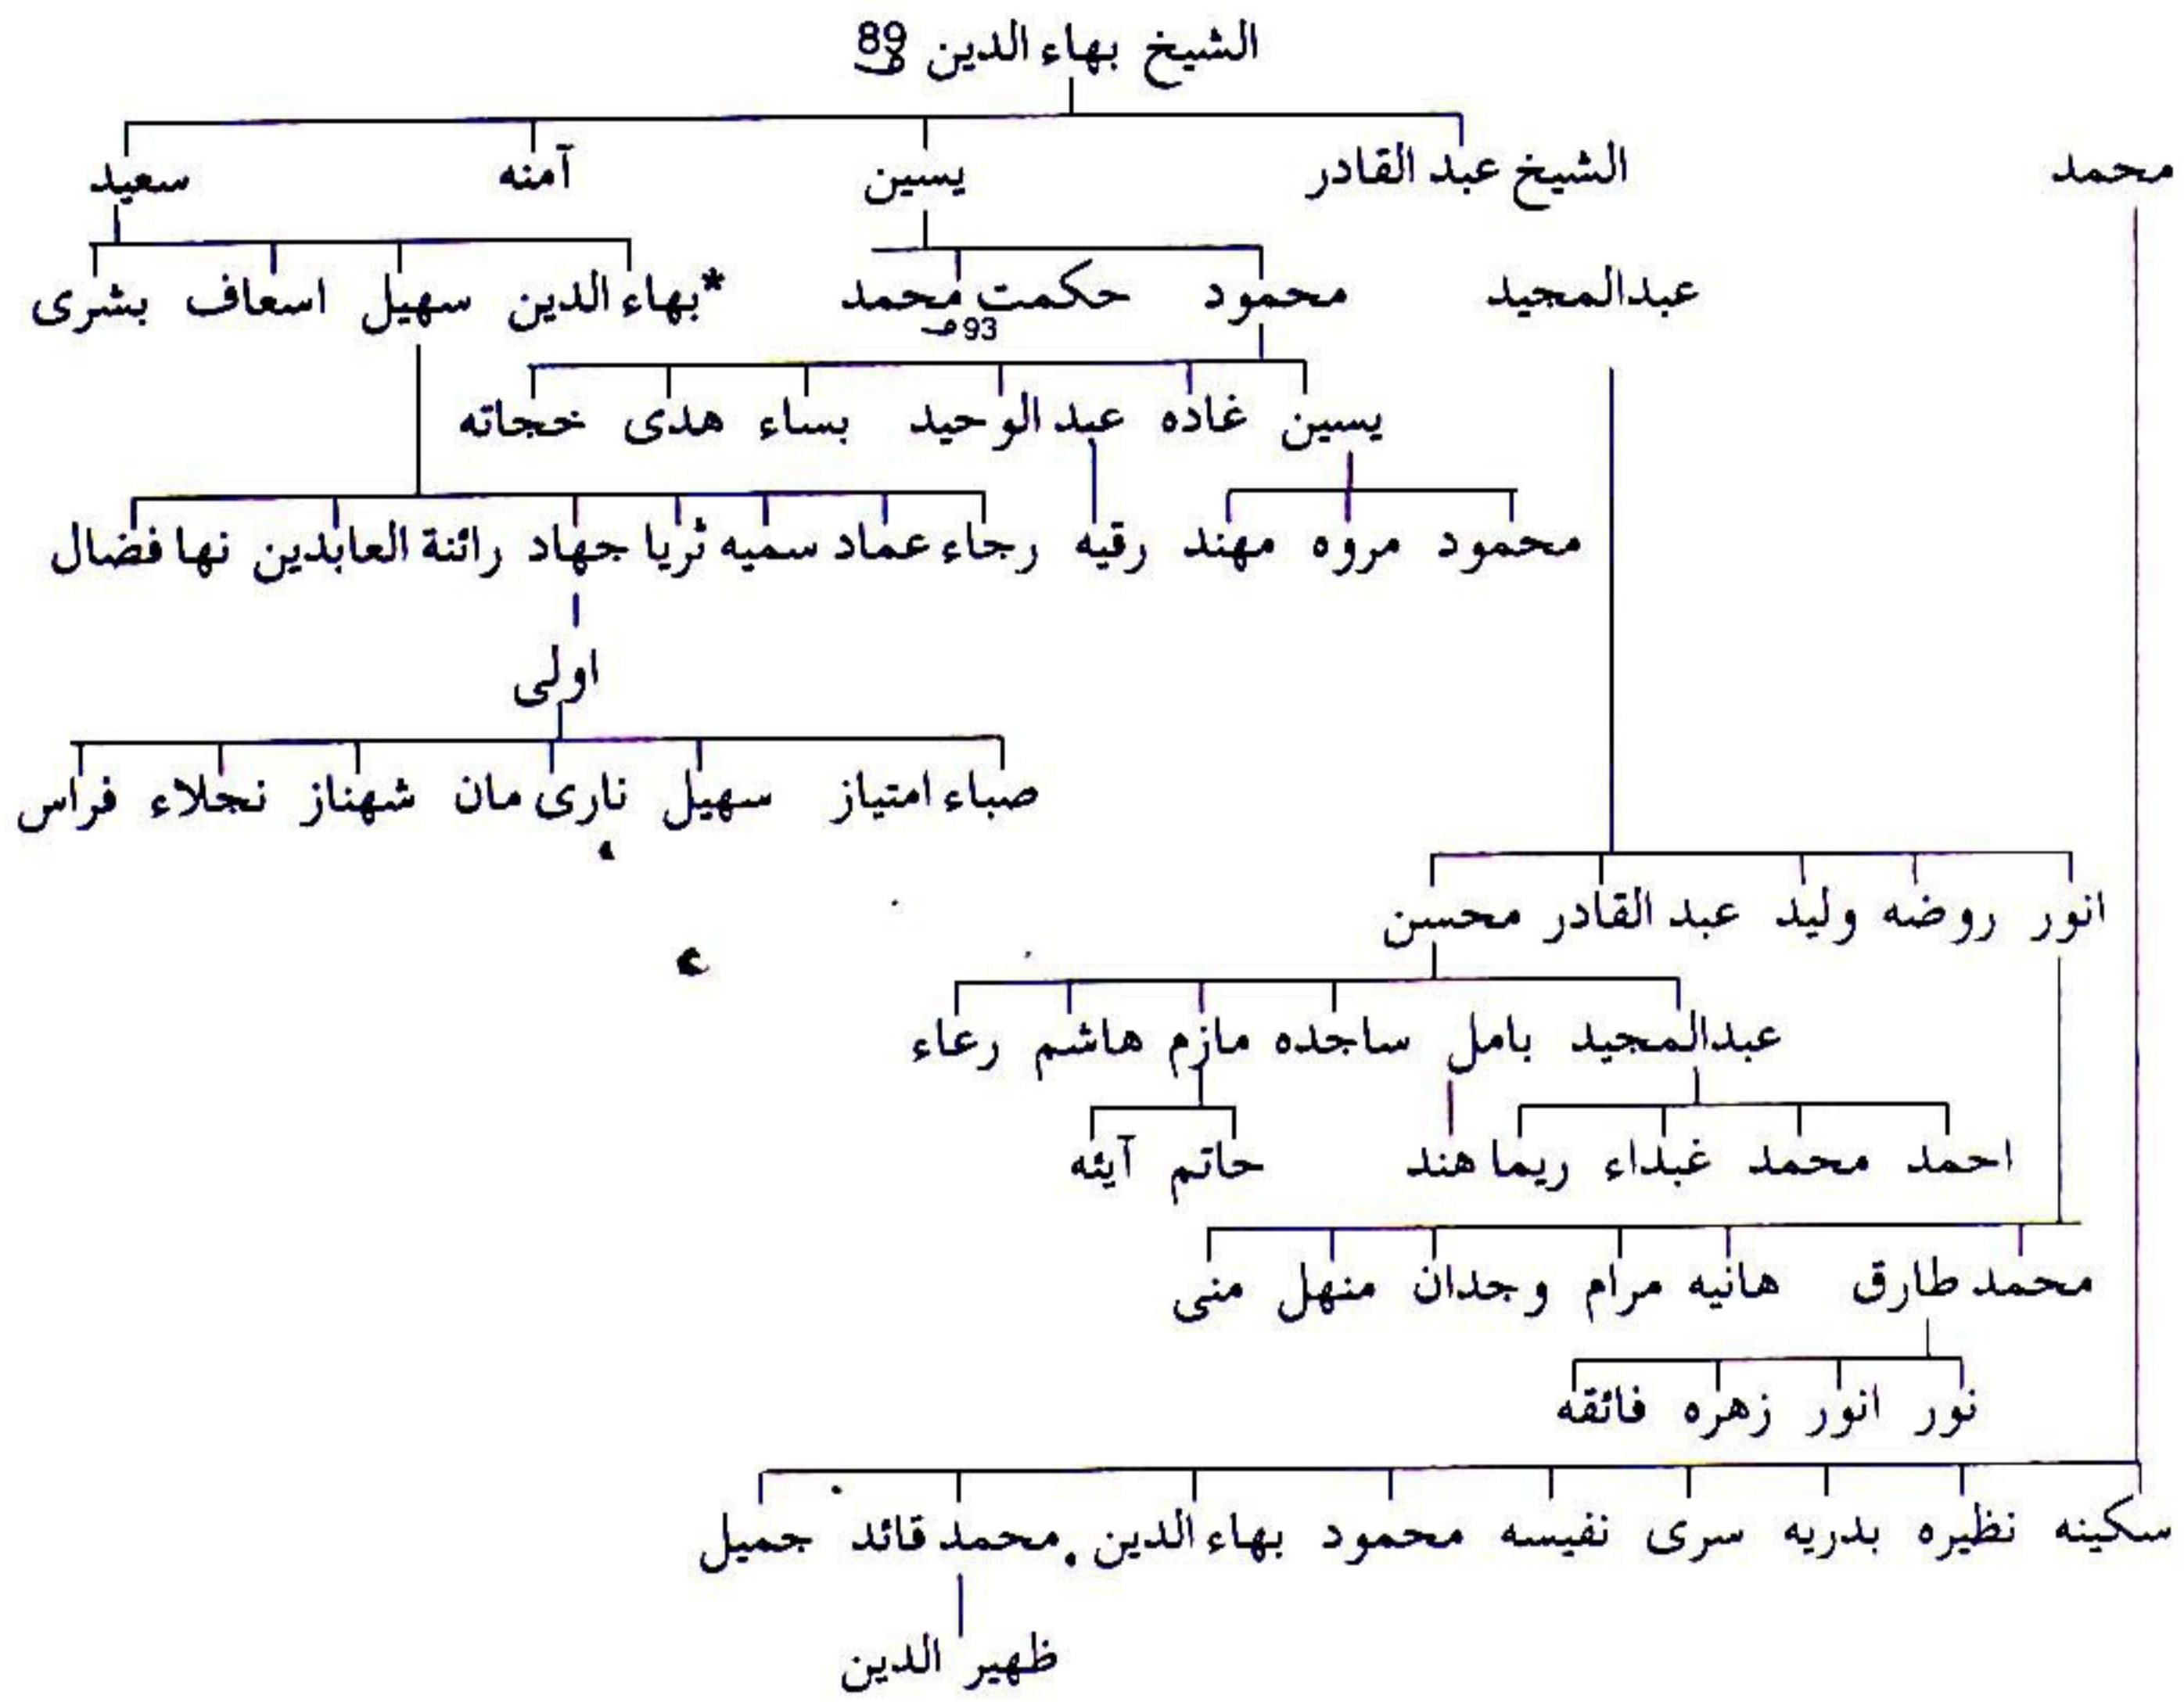 الشيخ بهاء الدين ص89
محمد الشيخ عبد القادر يسين آمنه سعيد
عبدالمجيد محمود حكمت محمد *بهاء الدين سهيل اسعاف بشرى
ص93
يسين غاده عبد الوحيد بساء هدى خجاته
محمود مروه مهند رقيه رجاء عماد سميه ثريا جهاد رائنة العابدين نها فضال
اولى
صباء امتياز سهيل نارى مان شهناز نجلاء فراس
انور روضه وليد عبد القادر محسن
عبدالمجيد بامل ساجده مازم هاشم رعاء
احمد محمد غبداء ريما هند حاتم آيئه
محمد طارق هانيه مرام وجدان منهل منى
نور انور زهره فائقه
سكينه نظيره بدريه سرى نفيسه محمود بهاء الدين محمد قائد جميل
ظهير الدين